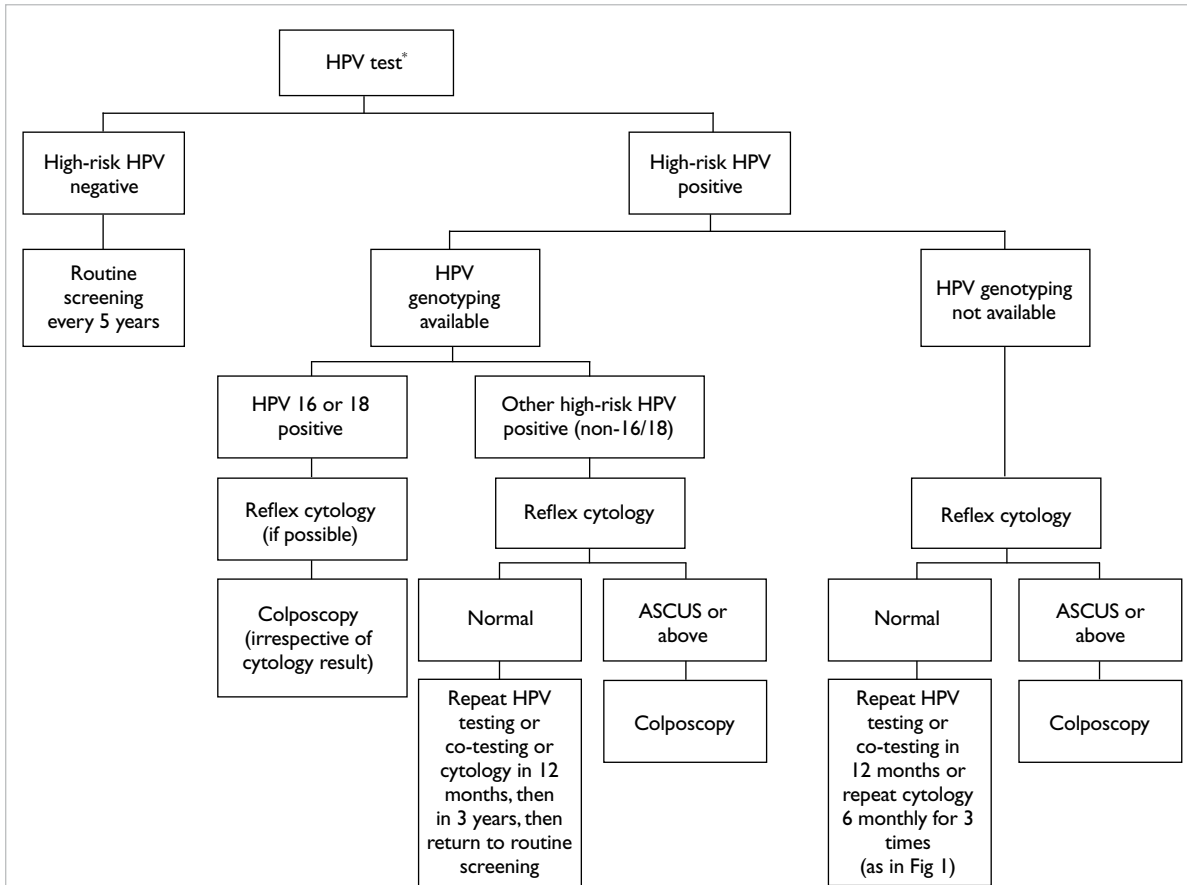 HPV test*
High-risk HPV
negative
High-risk HPV
positive
Routine
screening
every 5 years
HPV
genotyping
available
HPV genotyping
not available
HPV 16 or 18
positive
Other high-risk HPV
positive (non-16/18)
Reflex cytology
(if possible)
Reflex cytology
Reflex cytology
Colposcopy
(irrespective of
cytology result)
Normal
ASCUS or
above
Normal
ASCUS or
above
Repeat HPV
testing or
co-testing or
cytology in 12
months, then
in 3 years, then
return to routine
screening
Colposcopy
Repeat HPV
testing or
co-testing in
12 months or
repeat cytology
6 monthly for 3
times
(as in Fig 1)
Colposcopy